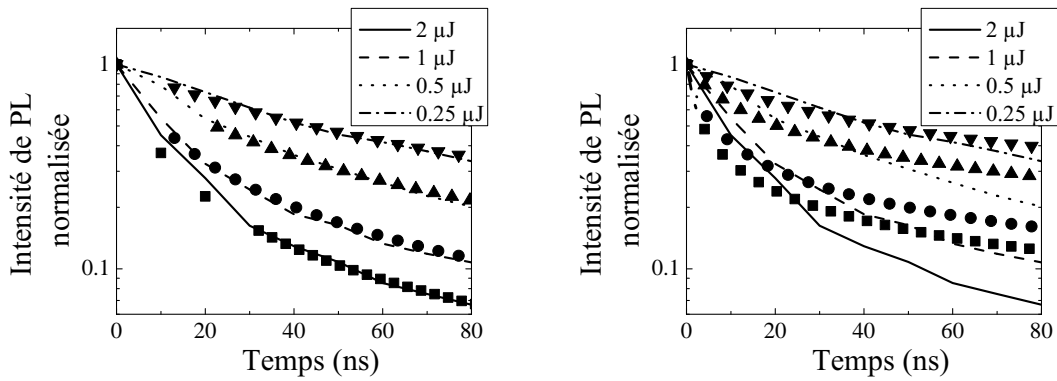 2 µJ
1 µJ
0.5 µJ
0.25 µJ
1
0.1
0
20
40
60
80
Temps (ns)
Intensité de PL
normalisée
2 µJ
1 µJ
0.5 µJ
0.25 µJ
1
0.1
0
20
40
60
80
Temps (ns)
Intensité de PL
normalisée